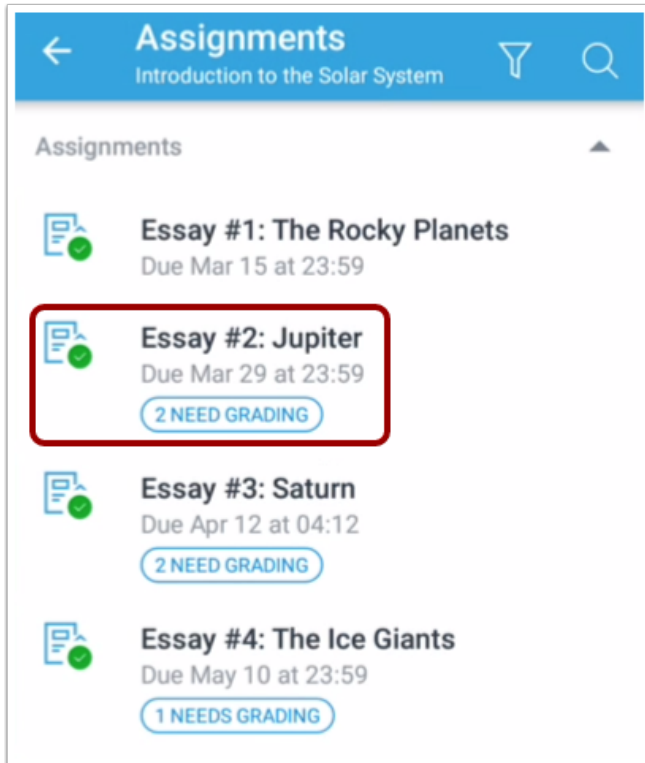 Assignments
Introduction to the Solar System
Assignments
Essay #1: The Rocky Planets
Due Mar 15 at 23:59
Essay #2: Jupiter
Due Mar 29 at 23:59
2 NEED GRADING
Essay #3: Saturn
Due Apr 12 at 04:12
2 NEED GRADING
Essay #4: The Ice Giants
Due May 10 at 23:59
1 NEEDS GRADING